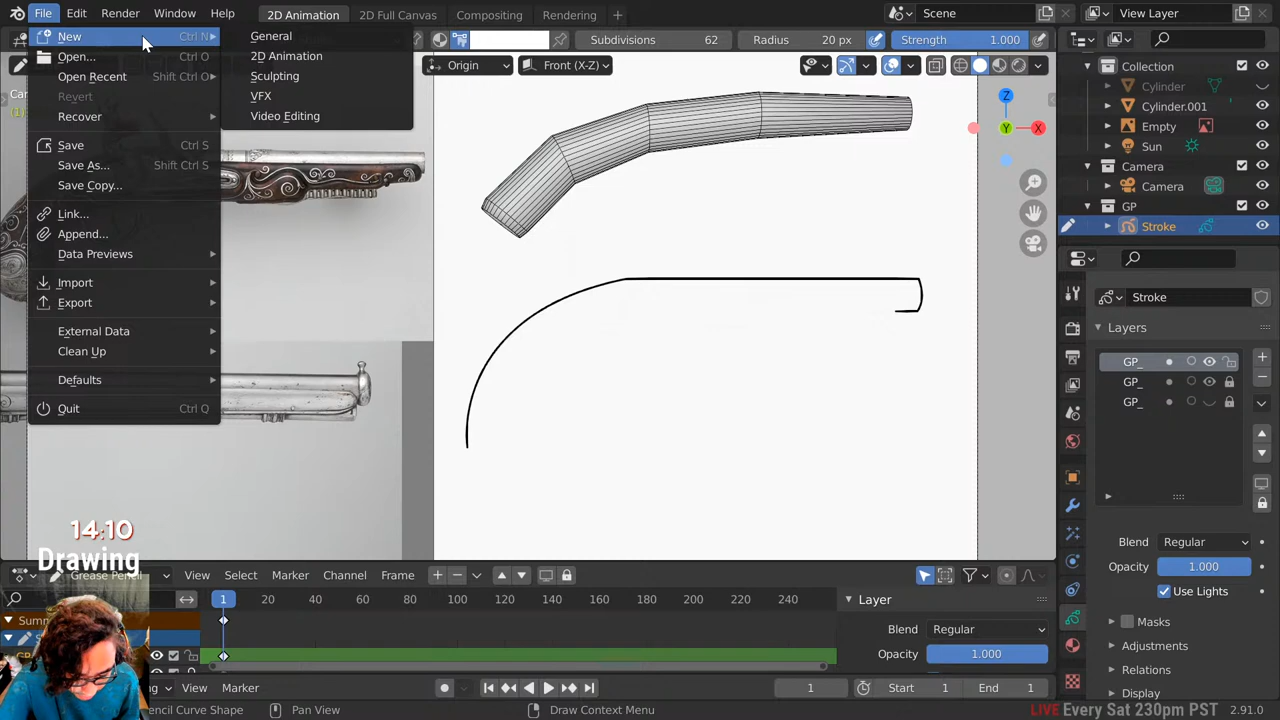 File Edit Render Window Help 2D Animation 2D Full Canvas Compositing Rendering Scene View Layer
New Ctrl N
Open... Ctrl O
Open Recent Shift Ctrl O
Revert
Recover
Save Ctrl S
Save As... Shift Ctrl S
Save Copy...
Link...
Append...
Data Previews
Import
Export
External Data
Clean Up
Defaults
Quit Ctrl Q
General
2D Animation
Sculpting
VFX
Video Editing
Subdivisions 62 Radius 20 px Strength 1.000
Origin Front (X-Z)
Z
Y
X
Collection
Cylinder
Cylinder.001
Empty
Sun
Camera
Camera
GP
Stroke
Stroke
Layers
GP_
GP_
GP_
Blend Regular
Opacity 1.000
Use Lights
Masks
Adjustments
Relations
Display
14:10
Drawing
Grease Pencil View Select Marker Channel Frame
1 20 40 60 80 100 120 140 160 180 200 220 240
Summ
Layer
Blend Regular
Opacity 1.000
View Marker 1 Start 1 End 1
encil Curve Shape Pan View Draw Context Menu
LIVE Every Sat 230pm PST 2.91.0